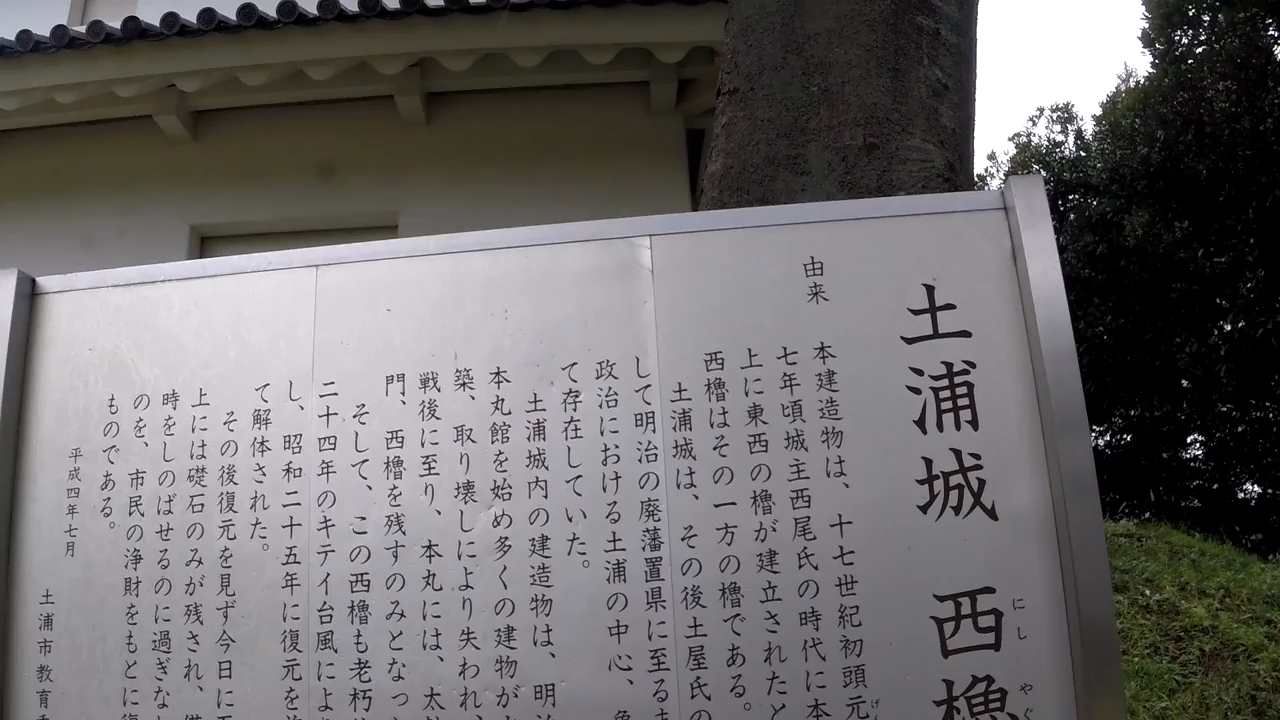 土浦城 西櫓
にし やぐ
由来
本建造物は、十七世紀初頭元
げん
七年頃城主西尾氏の時代に本
上に東西の櫓が建立されたと
西櫓はその一方の櫓である。
土浦城は、その後土屋氏の
して明治の廃藩置県に至るま
政治における土浦の中心、
て存在していた。
土浦城内の建造物は、明治
本丸館を始め多くの建物が
築、取り壊しにより失われ、
戦後に至り、本丸には、太
門、西櫓を残すのみとなっ
そして、この西櫓も老朽
二十四年のキティ台風により
し、昭和二十五年に復元を
て解体された。
その後復元を見ず今日に至
上には礎石のみが残され、
時をしのばせるのに過ぎな
のを、市民の浄財をもとに復
ものである。
平成四年七月
土浦市教育委